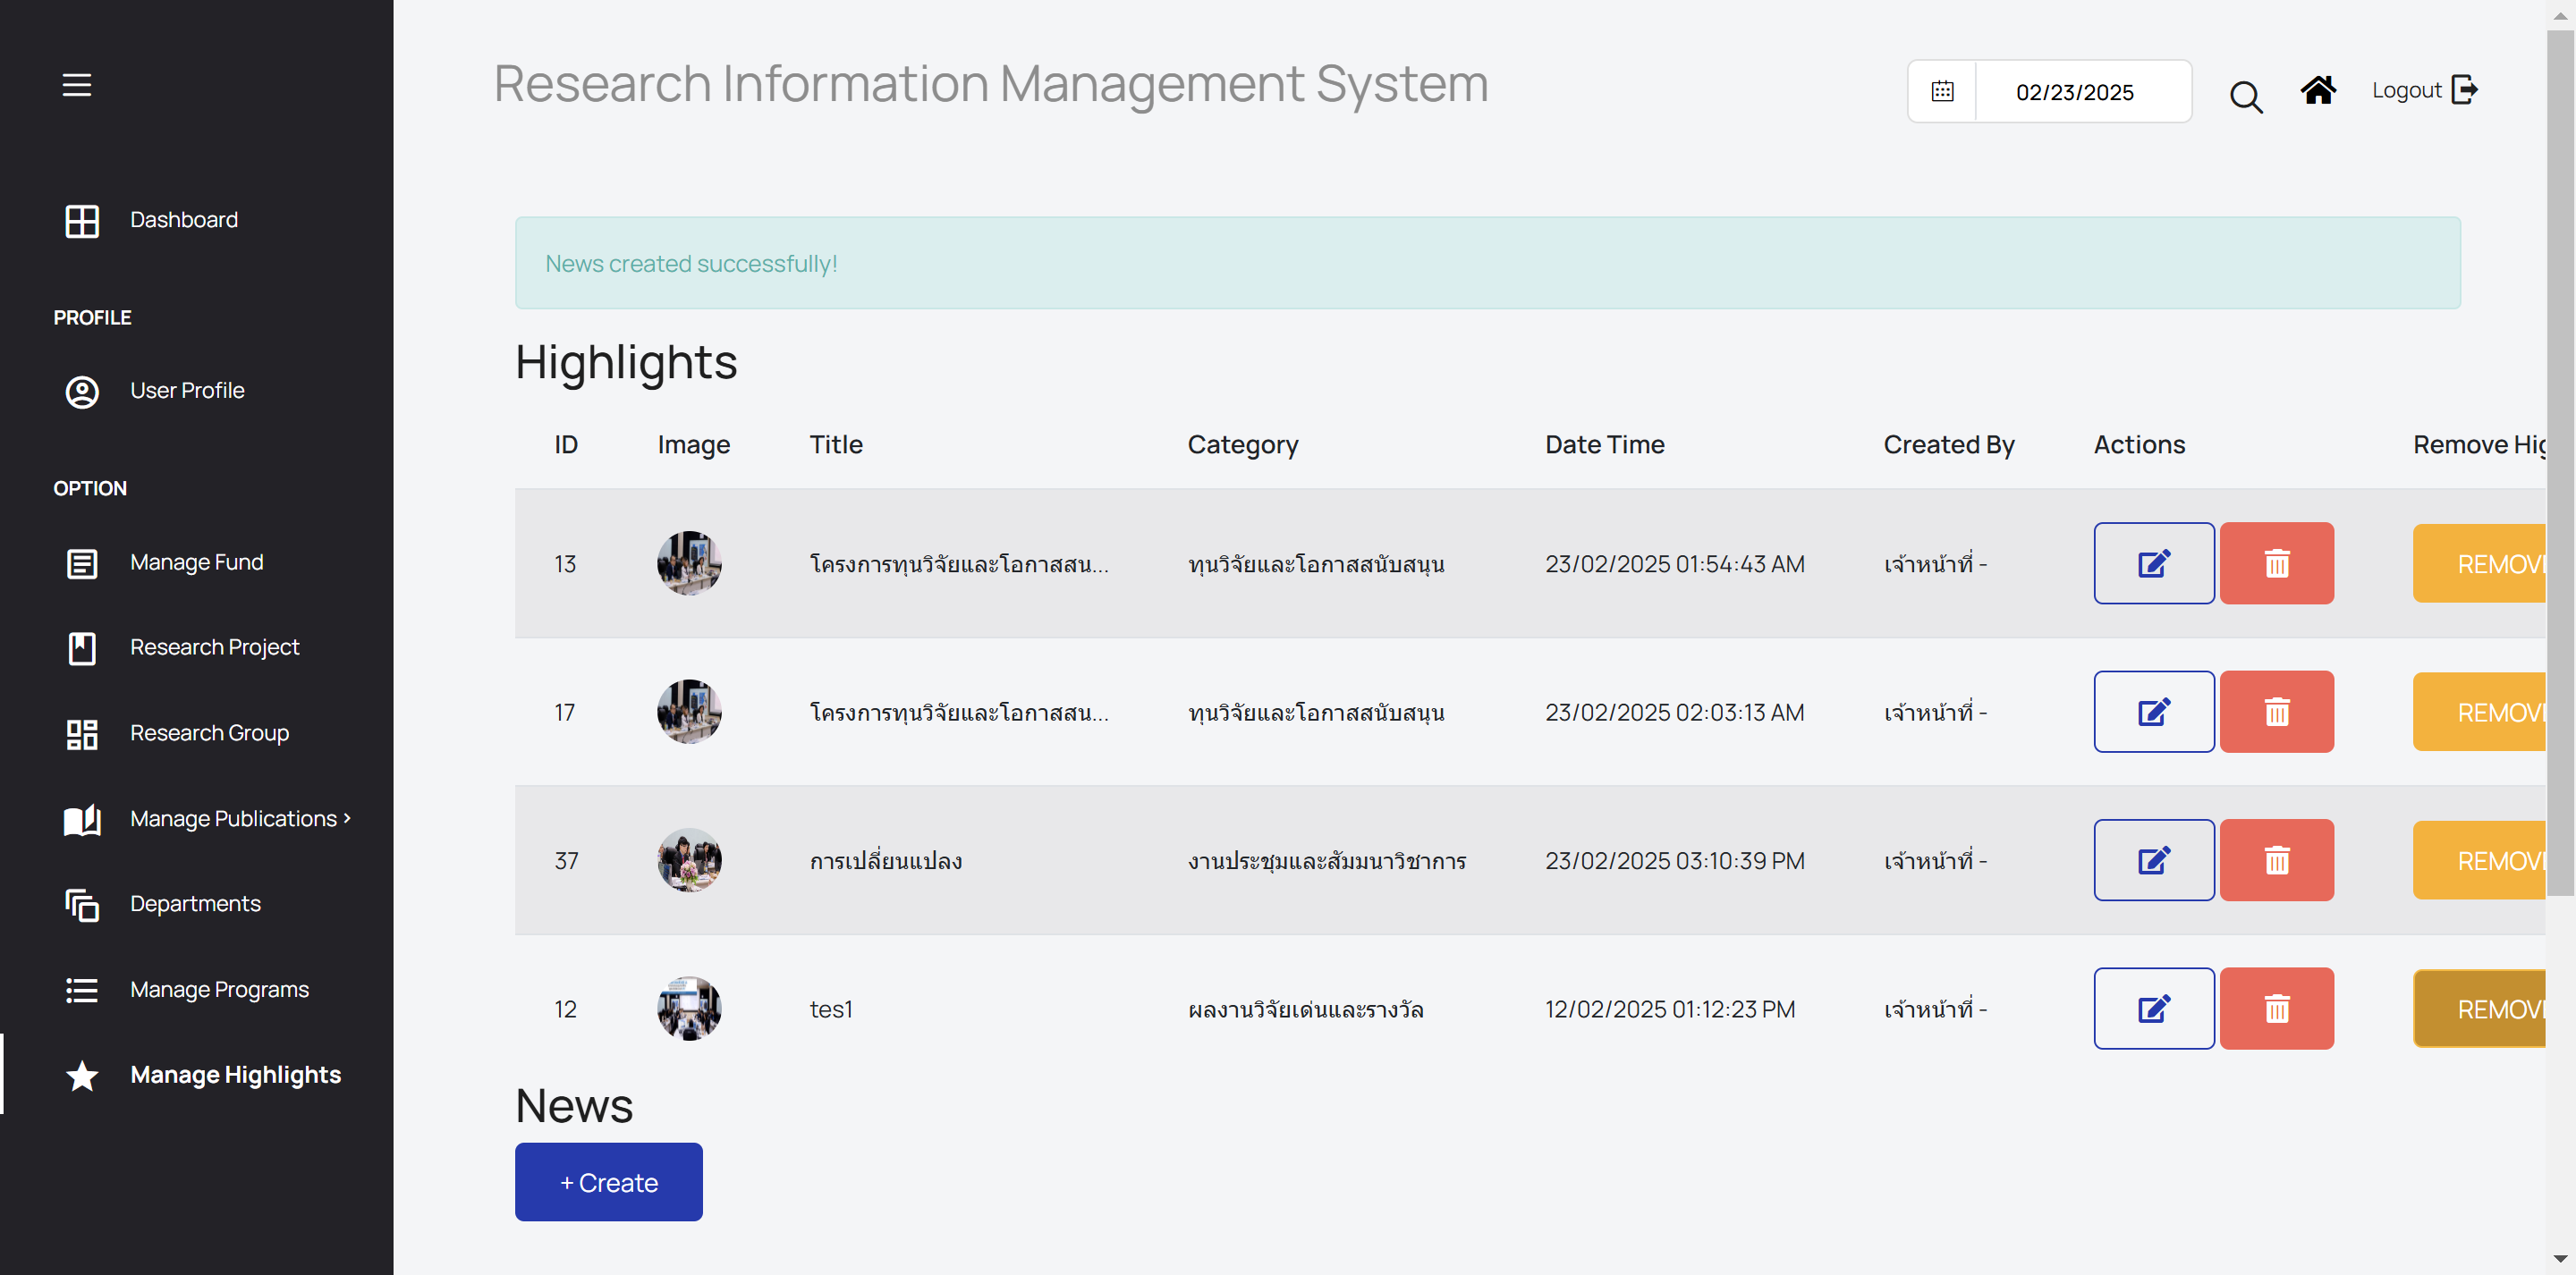 Research Information Management System
02/23/2025
Logout
Dashboard
PROFILE
User Profile
OPTION
Manage Fund
Research Project
Research Group
Manage Publications
Departments
Manage Programs
Manage Highlights
News created successfully!
Highlights
ID Image Title Category Date Time Created By Actions Remove Hig
13 โครงการทุนวิจัยและโอกาสสน... ทุนวิจัยและโอกาสสนับสนุน 23/02/2025 01:54:43 AM เจ้าหน้าที่ - REMOVE
17 โครงการทุนวิจัยและโอกาสสน... ทุนวิจัยและโอกาสสนับสนุน 23/02/2025 02:03:13 AM เจ้าหน้าที่ - REMOVE
37 การเปลี่ยนแปลง งานประชุมและสัมมนาวิชาการ 23/02/2025 03:10:39 PM เจ้าหน้าที่ - REMOVE
12 tes1 ผลงานวิจัยเด่นและรางวัล 12/02/2025 01:12:23 PM เจ้าหน้าที่ - REMOVE
News
+ Create